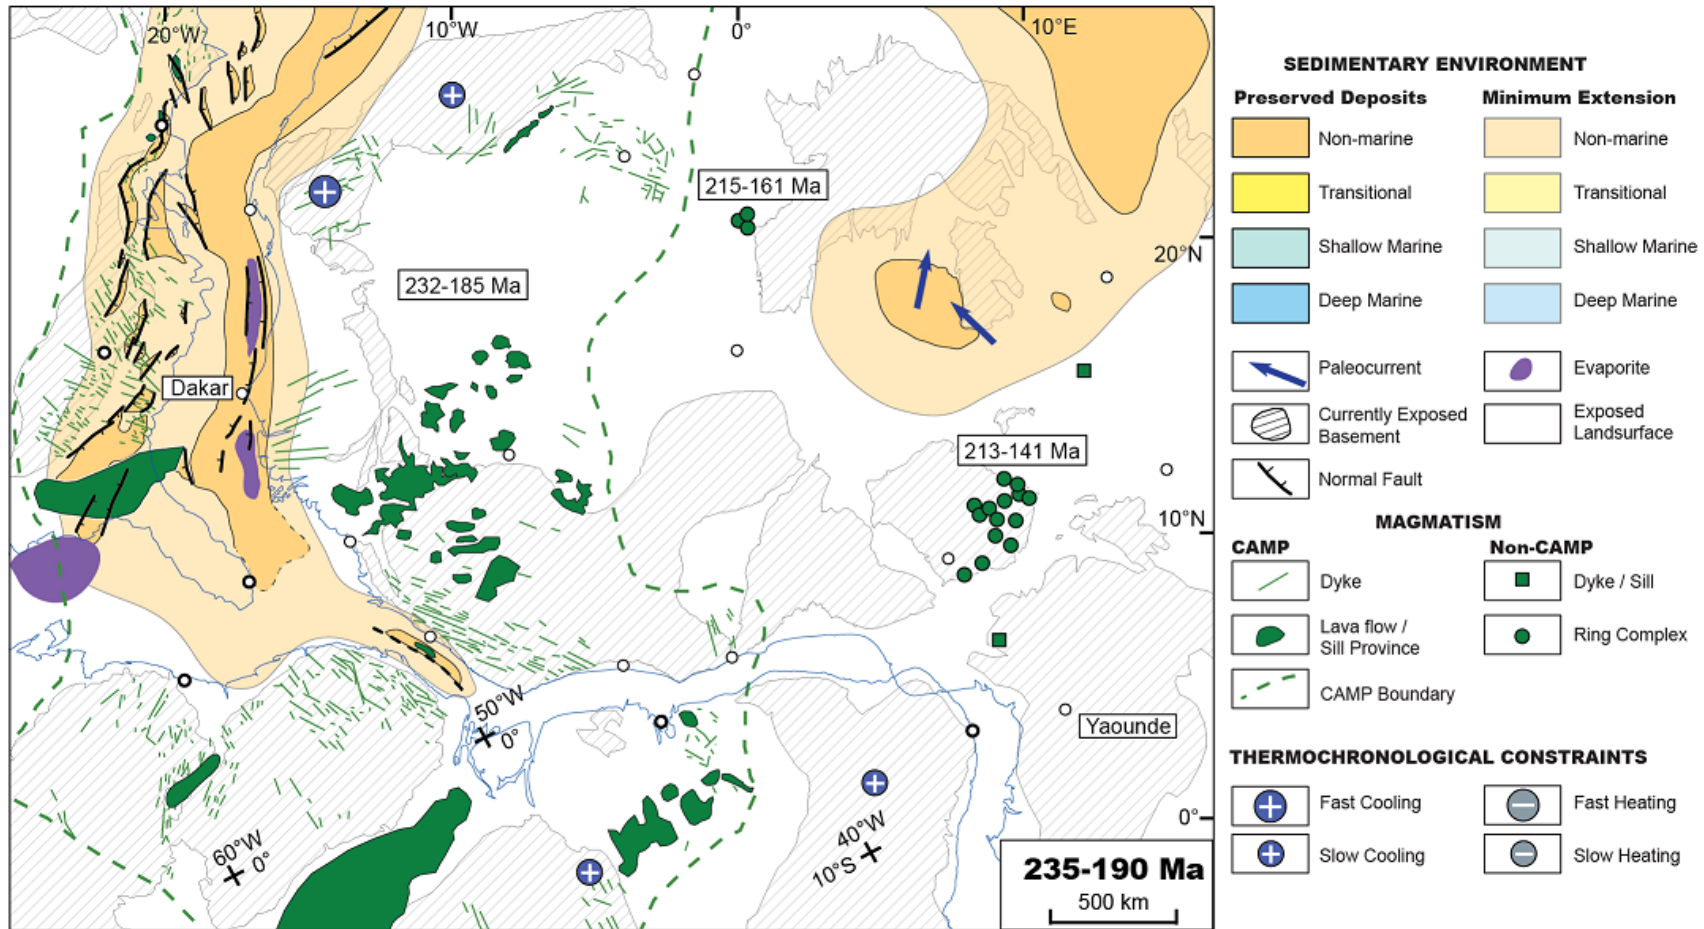 20°W
10°W
0°
10°E
215-161 Ma
20°N
232-185 Ma
Dakar
213-141 Ma
10°N
50°W
0°
Yaounde
0°
40°W
10°S
60°W
0°
235-190 Ma
500 km
SEDIMENTARY ENVIRONMENT
Preserved Deposits
Minimum Extension
Non-marine
Non-marine
Transitional
Transitional
Shallow Marine
Shallow Marine
Deep Marine
Deep Marine
Paleocurrent
Evaporite
Currently Exposed
Basement
Exposed
Landsurface
Normal Fault
MAGMATISM
CAMP
Non-CAMP
Dyke
Dyke / Sill
Lava flow /
Sill Province
Ring Complex
CAMP Boundary
THERMOCHRONOLOGICAL CONSTRAINTS
Fast Cooling
Fast Heating
Slow Cooling
Slow Heating